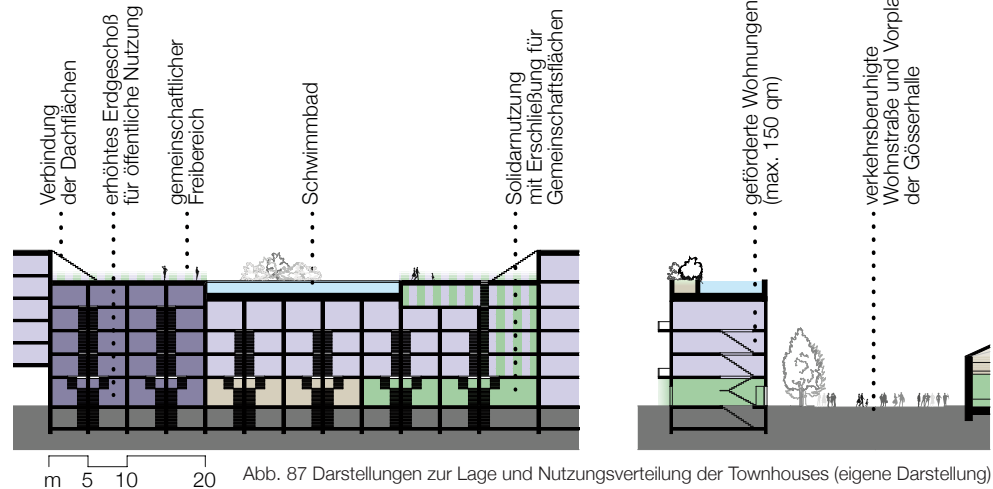 Verbindung
der Dachflächen
erhöhtes Erdgeschoß
für öffentliche Nutzung
gemeinschaftlicher
Freibereich
Schwimmbad
Solidarnutzung
mit Erschließung für
Gemeinschaftsflächen
geförderte Wohnungen
(max. 150 qm)
verkehrsberuhigte
Wohnstraße und Vorpla
der Gösserhalle
m 5 10 20
Abb. 87 Darstellungen zur Lage und Nutzungsverteilung der Townhouses (eigene Darstellung)